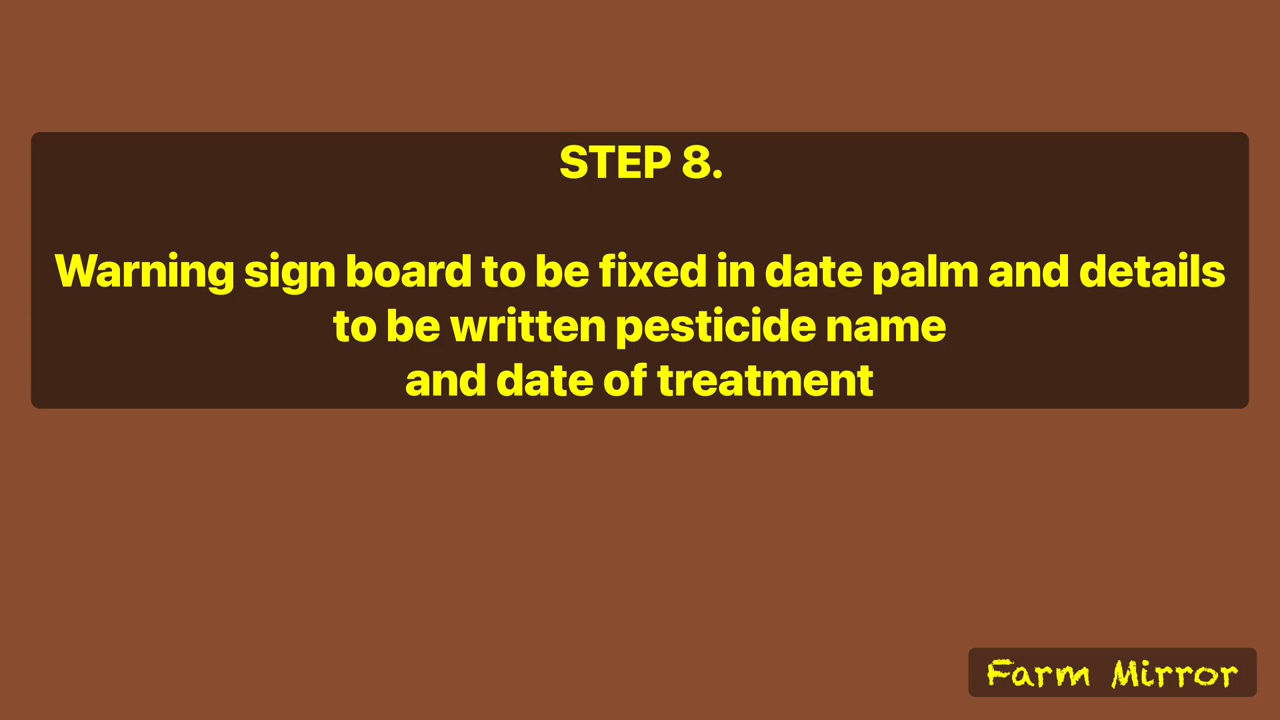 STEP 8.
Warning sign board to be fixed in date palm and details
to be written pesticide name
and date of treatment
Farm Mirror